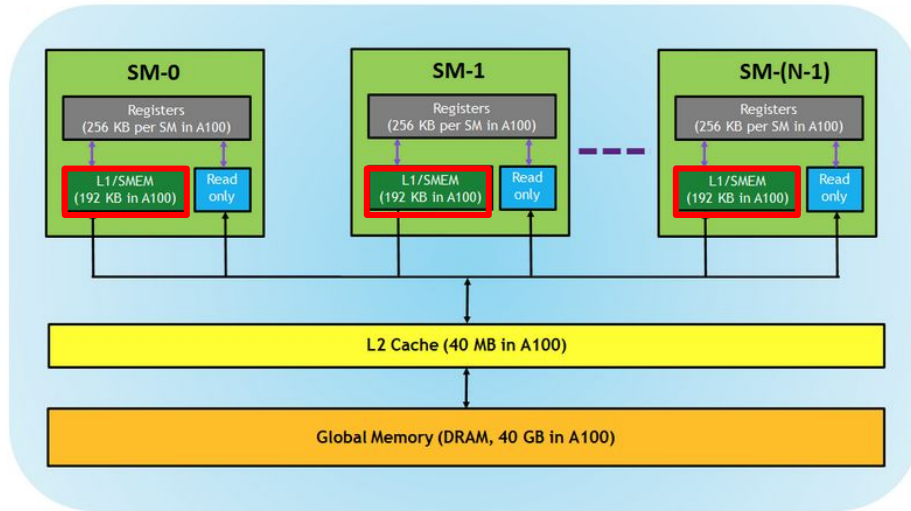 SM-0
Registers
(256 KB per SM in A100)
L1/SMEM
(192 KB in A100)
Read
only
SM-1
Registers
(256 KB per SM in A100)
L1/SMEM
(192 KB in A100)
Read
only
SM-(N-1)
Registers
(256 KB per SM in A100)
L1/SMEM
(192 KB in A100)
Read
only
L2 Cache (40 MB in A100)
Global Memory (DRAM, 40 GB in A100)